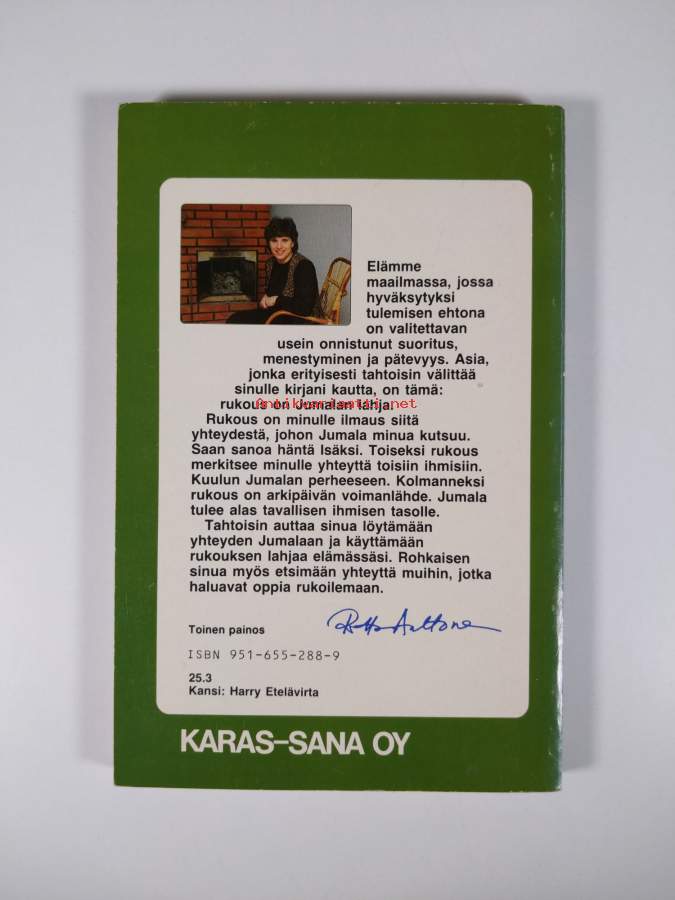 Elämme
maailmassa, jossa
hyväksytyksi
tulemisen ehtona
on valitettavan
usein onnistunut suoritus,
menestyminen ja pätevyys. Asia,
jonka erityisesti tahtoisin välittää
sinulle kirjani kautta, on tämä:
rukous on Jumalan lahja.
Antikvariaatti.net
Rukous on minulle ilmaus siitä
yhteydestä, johon Jumala minua kutsuu.
Saan sanoa häntä Isäksi. Toiseksi rukous
merkitsee minulle yhteyttä toisiin ihmisiin.
Kuulun Jumalan perheeseen. Kolmanneksi
rukous on arkipäivän voimanlähde. Jumala
tulee alas tavallisen ihmisen tasolle.
Tahtoisin auttaa sinua löytämään
yhteyden Jumalaan ja käyttämään
rukouksen lahjaa elämässäsi. Rohkaisen
sinua myös etsimään yhteyttä muihin, jotka
haluavat oppia rukoilemaan.
Aaltonen
Toinen painos
ISBN 951-655-288-9
25.3
Kansi: Harry Etelävirta
KARAS-SANA OY